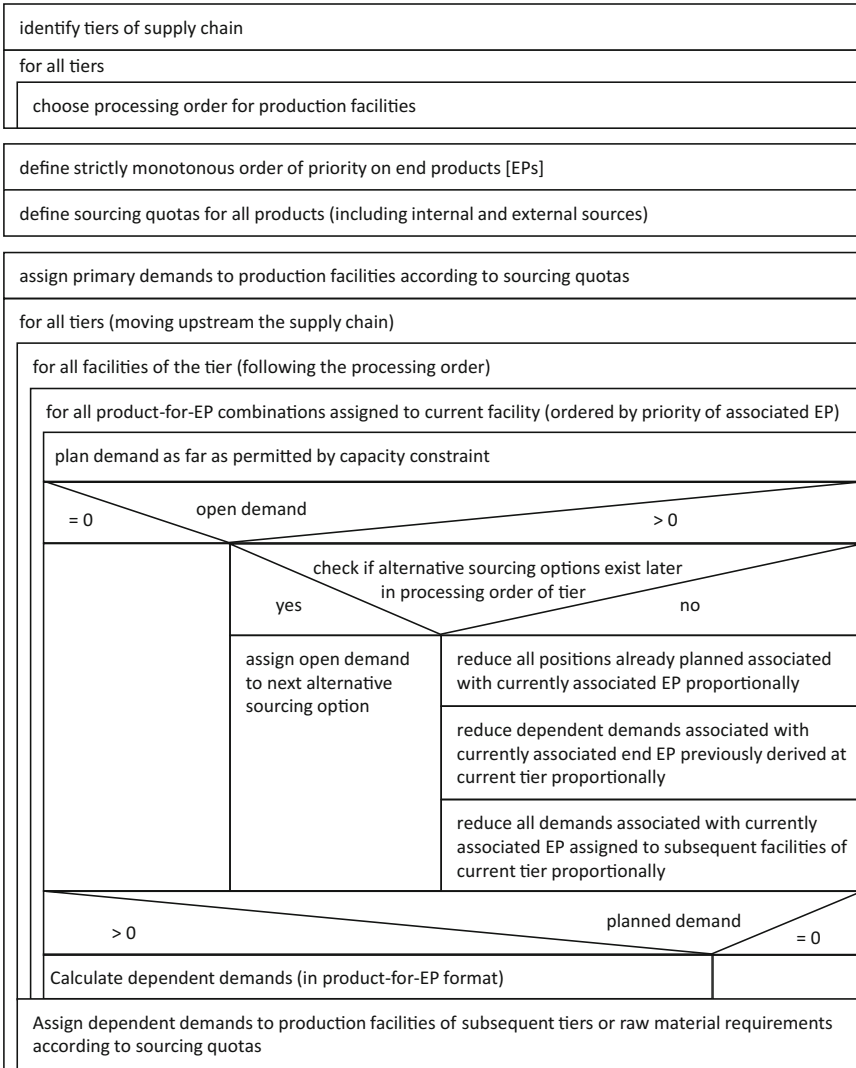 identify tiers of supply chain
for all tiers
choose processing order for production facilities
define strictly monotonous order of priority on end products [EPs]
define sourcing quotas for all products (including internal and external sources)
assign primary demands to production facilities according to sourcing quotas
for all tiers (moving upstream the supply chain)
for all facilities of the tier (following the processing order)
for all product-for-EP combinations assigned to current facility (ordered by priority of associated EP)
plan demand as far as permitted by capacity constraint
open demand
= 0
> 0
check if alternative sourcing options exist later
in processing order of tier
yes
no
assign open demand
to next alternative
sourcing option
reduce all positions already planned associated
with currently associated EP proportionally
reduce dependent demands associated with
currently associated end EP previously derived at
current tier proportionally
reduce all demands associated with currently
associated EP assigned to subsequent facilities of
current tier proportionally
planned demand
> 0
= 0
Calculate dependent demands (in product-for-EP format)
Assign dependent demands to production facilities of subsequent tiers or raw material requirements
according to sourcing quotas